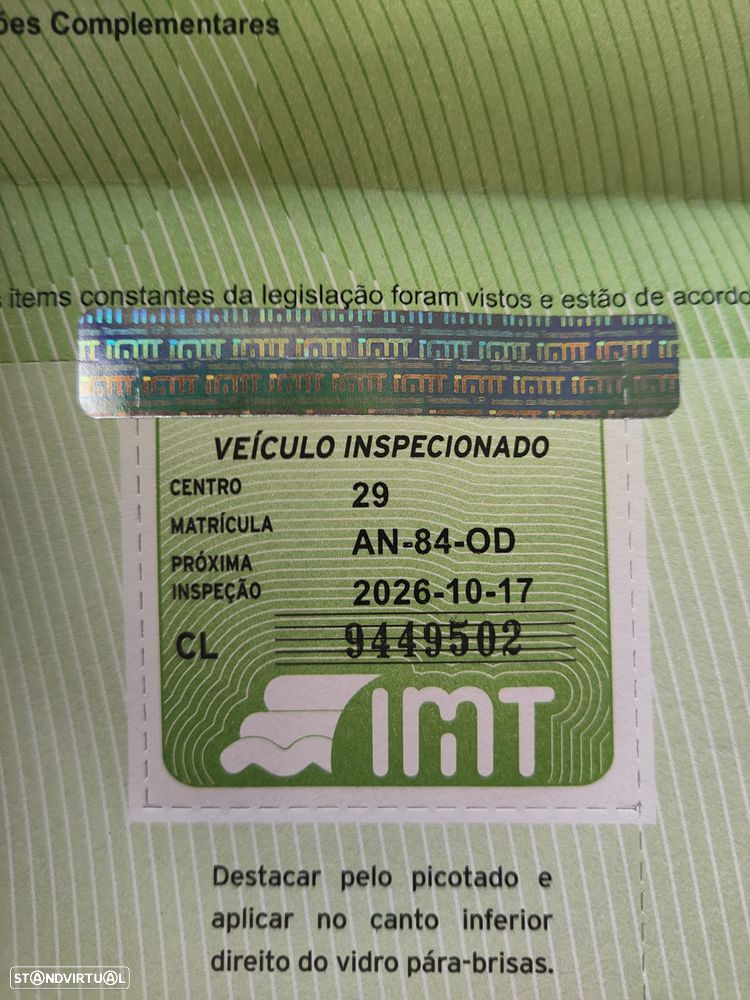 ões Complementares
items constantes da legislação foram vistos e estão de acordo
VEÍCULO INSPECIONADO
CENTRO 29
MATRÍCULA AN-84-OD
PRÓXIMA
INSPEÇÃO 2026-10-17
CL 9449502
IMT
Destacar pelo picotado e
aplicar no canto inferior
direito do vidro pára-brisas.
STANDVIRTUAL